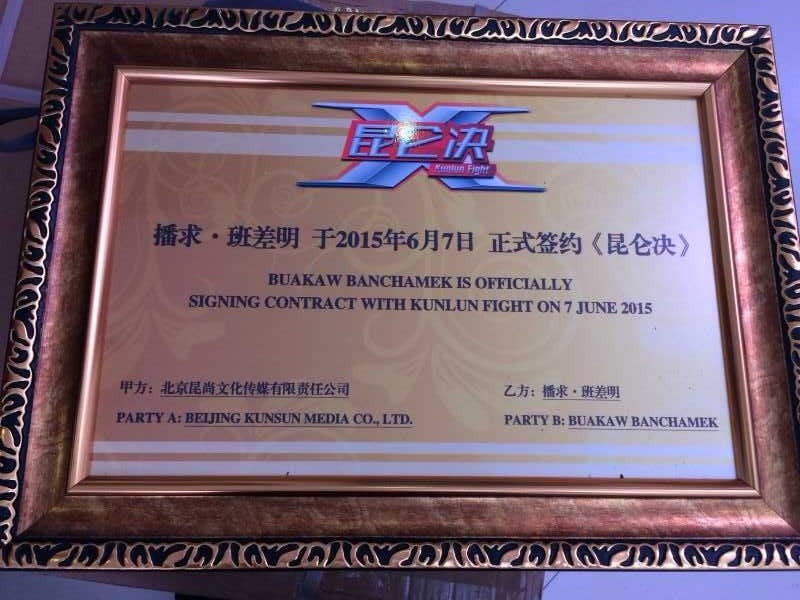 昆仑决
Kunlun Fight
播求·班差明 于2015年6月7日 正式签约《昆仑决》
BUAKAW BANCHAMEK IS OFFICIALLY
SIGNING CONTRACT WITH KUNLUN FIGHT ON 7 JUNE 2015
甲方：北京昆尚文化传媒有限责任公司
PARTY A: BEIJING KUNSUN MEDIA CO., LTD.
乙方：播求·班差明
PARTY B: BUAKAW BANCHAMEK